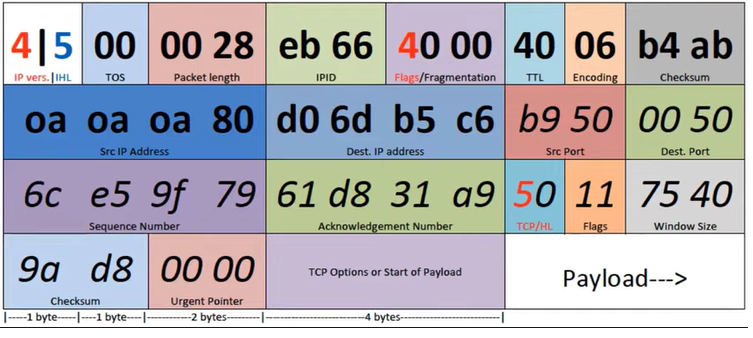 4|5 00 00 28 eb 66 40 00 40 06 b4 ab
IP vers.|IHL TOS Packet length IPID Flags/Fragmentation TTL Encoding Checksum
oa oa oa 80 d0 6d b5 c6 b9 50 00 50
Src IP Address Dest. IP address Src Port Dest. Port
6c e5 9f 79 61 d8 31 a9 50 11 75 40
Sequence Number Acknowledgement Number TCP/HL Flags Window Size
9a d8 00 00 TCP Options or Start of Payload Payload--->
Checksum Urgent Pointer
|-----1 byte----|---1 byte---|--------2 bytes-------|----------------4 bytes----------------|